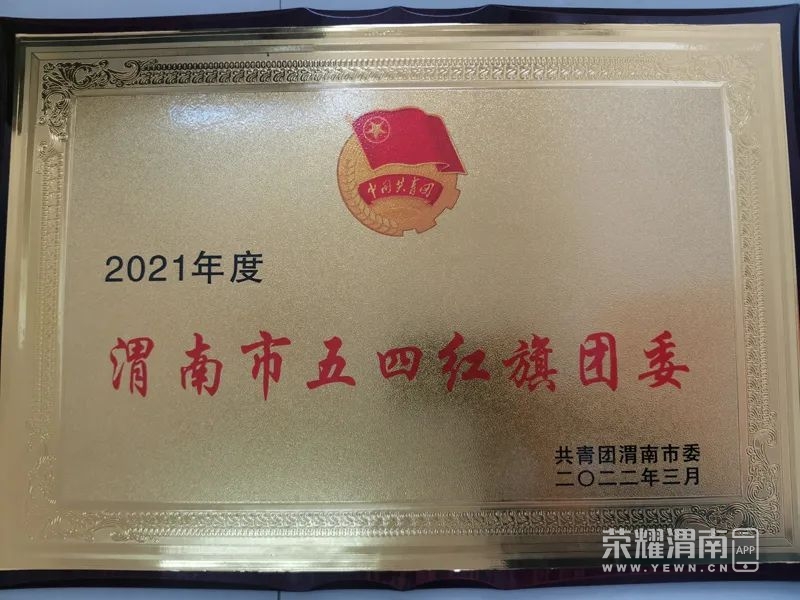 中国共青团
2021年度
渭南市五四红旗团委
共青团渭南市委
二〇二二年三月
荣耀渭南 APP
WWW.YEWN.CN